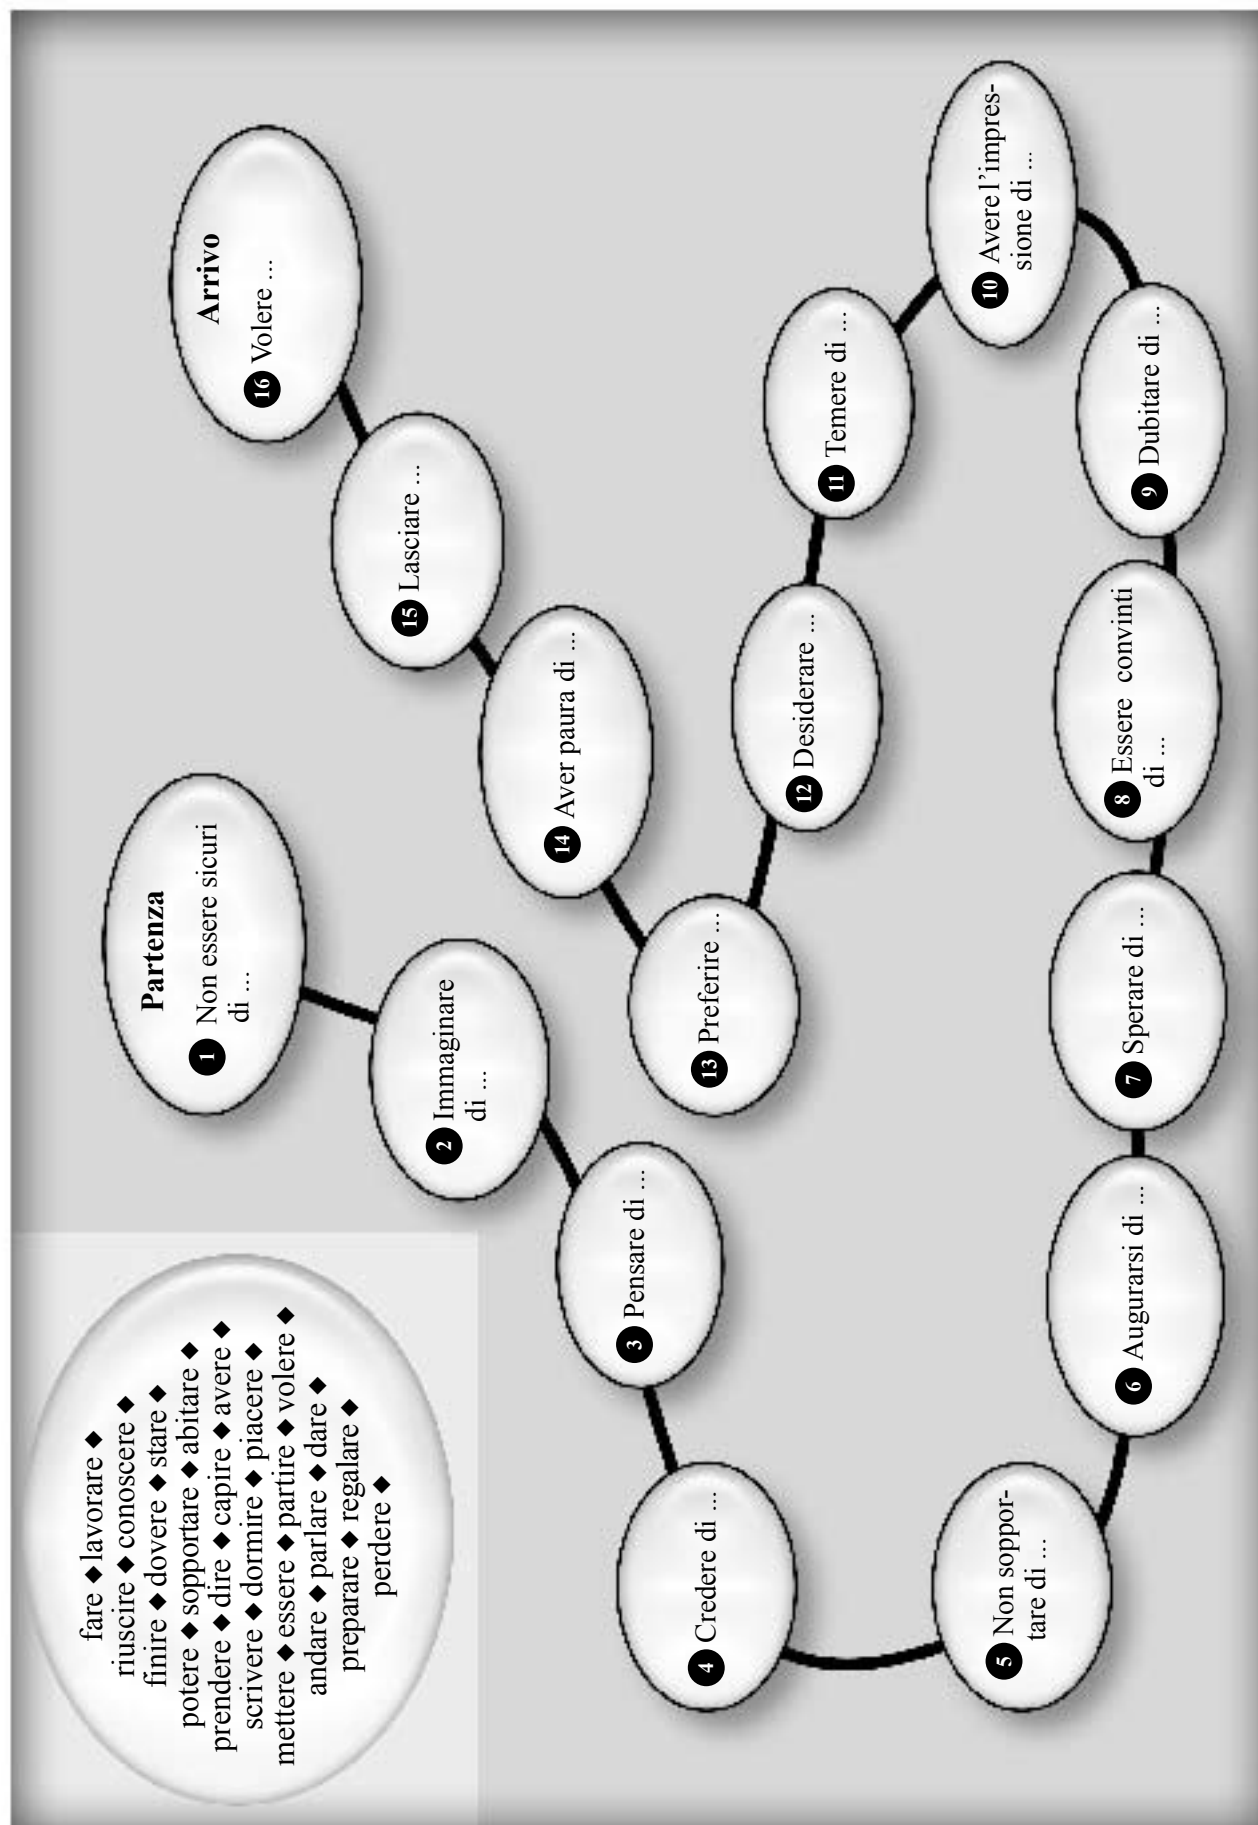 fare ◆ lavorare ◆
riuscire ◆ conoscere ◆
finire ◆ dovere ◆ stare ◆
potere ◆ sopportare ◆ abitare ◆
prendere ◆ dire ◆ capire ◆ avere ◆
scrivere ◆ dormire ◆ piacere ◆
mettere ◆ essere ◆ partire ◆ volere ◆
andare ◆ parlare ◆ dare ◆
preparare ◆ regalare ◆
perdere ◆
Partenza
1 Non essere sicuri
di ...
2 Immaginare
di ...
3 Pensare di ...
4 Credere di ...
5 Non soppor-
tare di ...
6 Augurarsi di ...
7 Sperare di ...
8 Essere convinti
di ...
9 Dubitare di ...
10 Avere l'impres-
sione di ...
11 Temere di ...
12 Desiderare ...
13 Preferire ...
14 Aver paura di ...
15 Lasciare ...
Arrivo
16 Volere ...